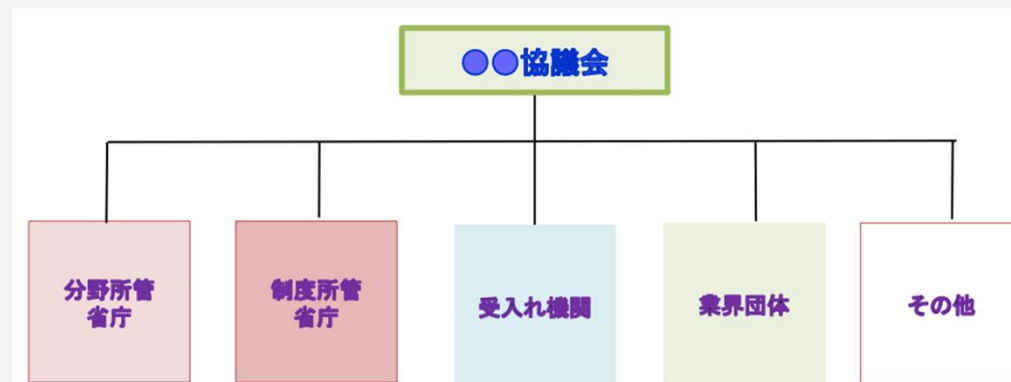 ●●協議会
分野所管
省庁
制度所管
省庁
受入れ機関
業界団体
その他